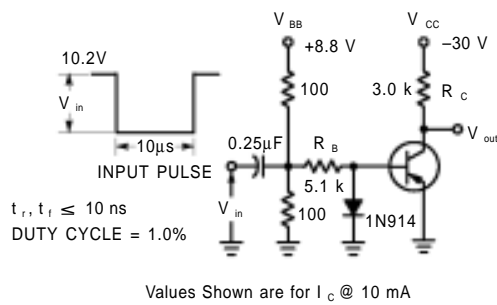 V BB
+8.8 V
V CC
–30 V
10.2V
V in
10µs
INPUT PULSE
t r, t f ≤ 10 ns
DUTY CYCLE = 1.0%
100
3.0 k
R C
V out
0.25µF
R B
5.1 k
V in
100
1N914
Values Shown are for I C @ 10 mA